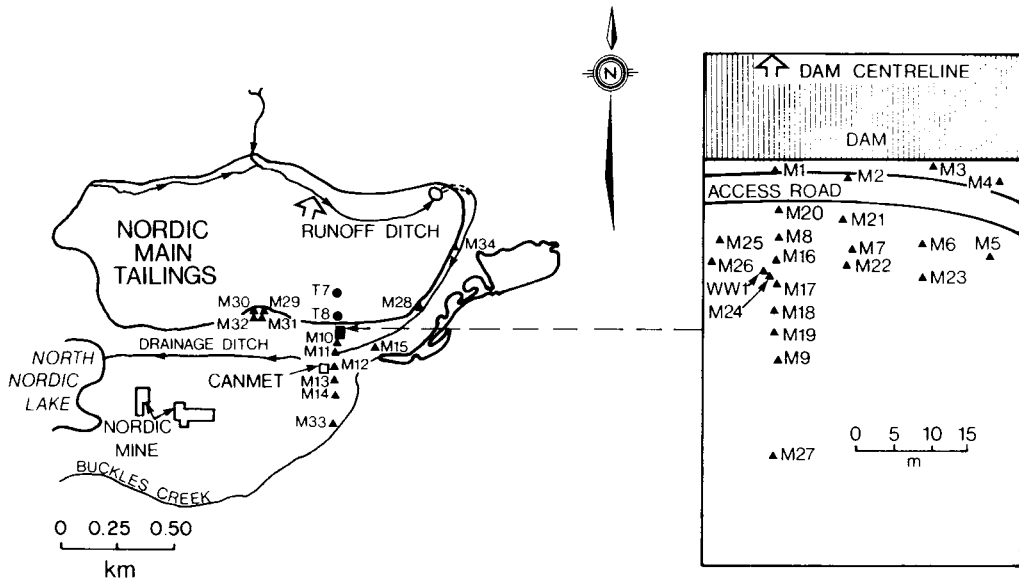 N
NORDIC
MAIN
TAILINGS
RUNOFF DITCH
M34
T7
M30
M29
M28
T8
M32
M31
M10
DRAINAGE DITCH
M11
M15
NORTH
NORDIC
LAKE
CANMET
M12
M13
M14
NORDIC
MINE
M33
BUCKLES CREEK
0 0.25 0.50
km
DAM CENTRELINE
DAM
M1
M2
M3
M4
ACCESS ROAD
M20
M21
M25
M8
M7
M6
M5
M26
M16
M22
WW1
M23
M17
M24
M18
M19
M9
0 5 10 15
m
M27